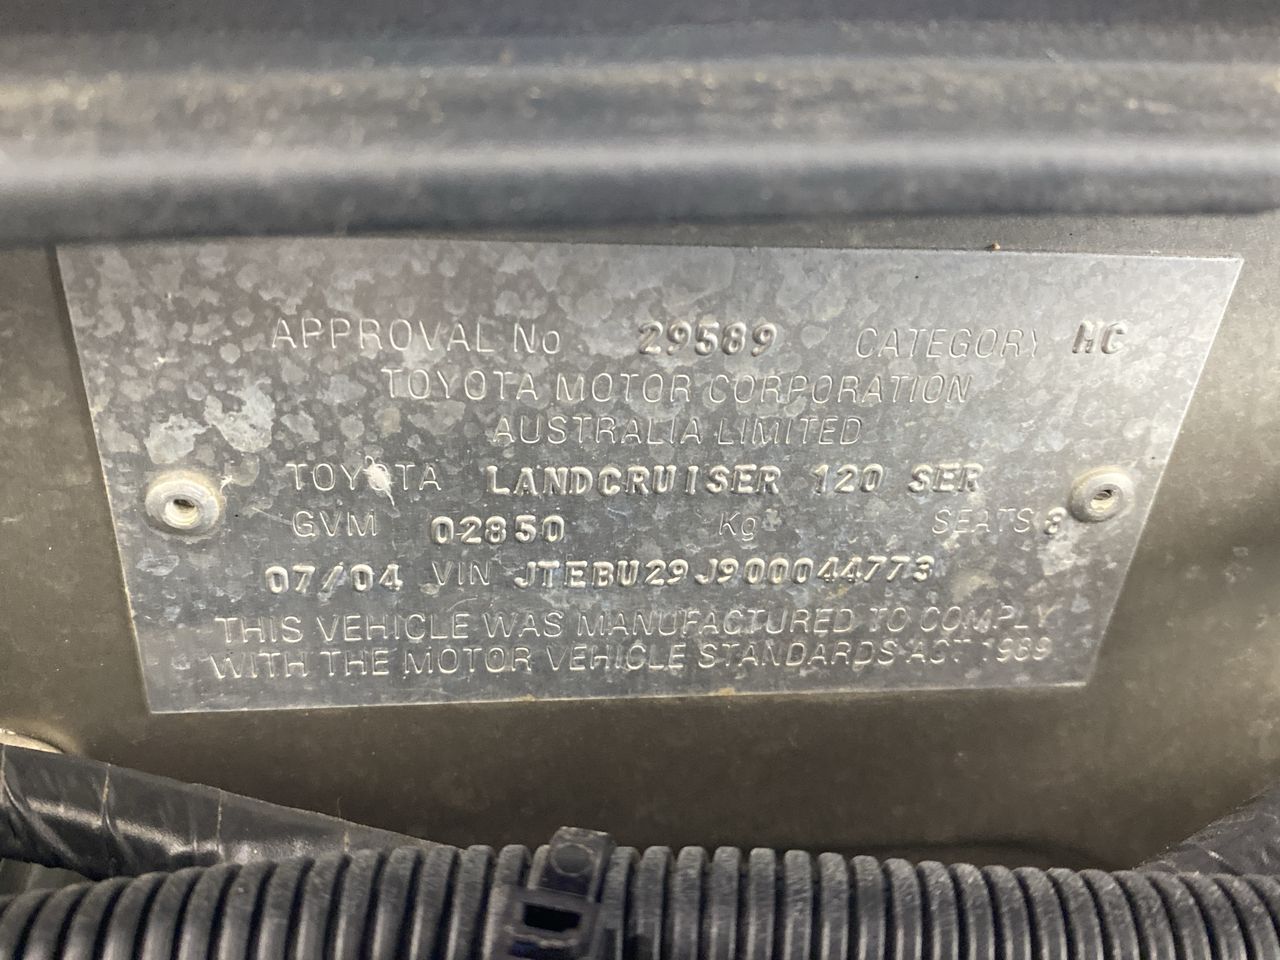 APPROVAL No 29589 CATEGORY MC
TOYOTA MOTOR CORPORATION
AUSTRALIA LIMITED
TOYOTA LANDCRUISER 120 SER
GVM 02850 Kg SEATS 8
07/04 VIN JTEBU29J900044773
THIS VEHICLE WAS MANUFACTURED TO COMPLY
WITH THE MOTOR VEHICLE STANDARDS ACT 1989